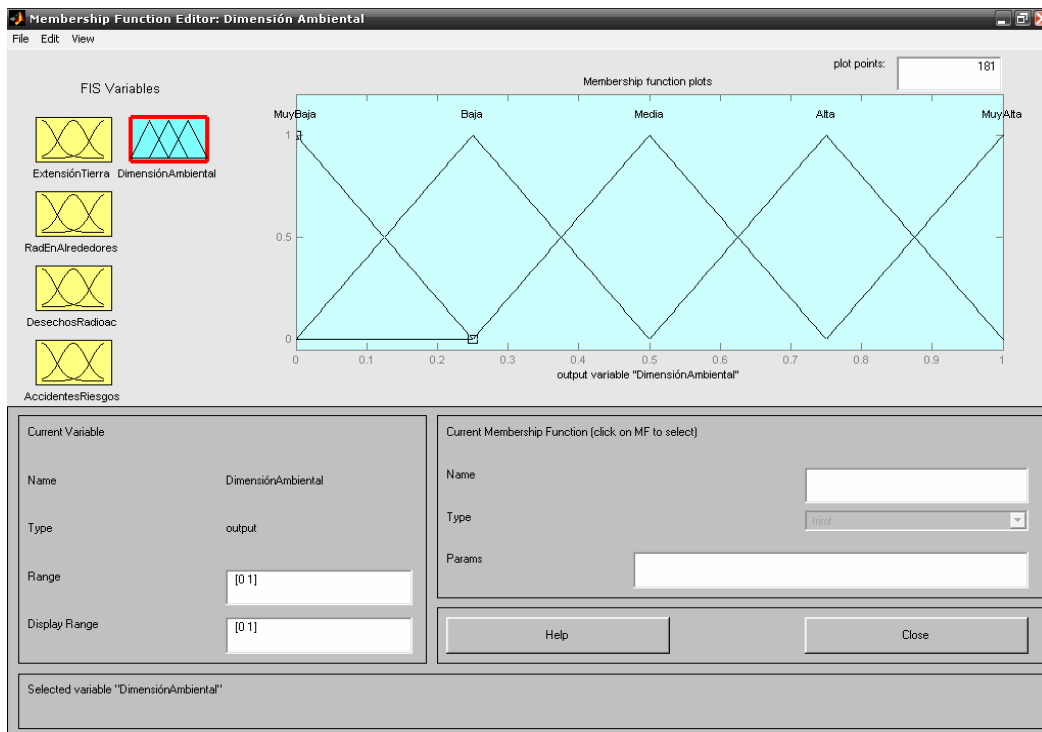 Membership Function Editor: Dimensión Ambiental
File Edit View
FIS Variables
ExtensiónTierra DimensiónAmbiental
RadEnAlrededores
DesechosRadioac
AccidentesRiesgos
plot points: 181
Membership function plots
MuyBaja Baja Media Alta MuyAlta
1
0.5
0
0 0.1 0.2 0.3 0.4 0.5 0.6 0.7 0.8 0.9 1
output variable "DimensiónAmbiental"
Current Variable
Name DimensiónAmbiental
Type output
Range [0 1]
Display Range [0 1]
Current Membership Function (click on MF to select)
Name
Type trimf
Params
Help Close
Selected variable "DimensiónAmbiental"